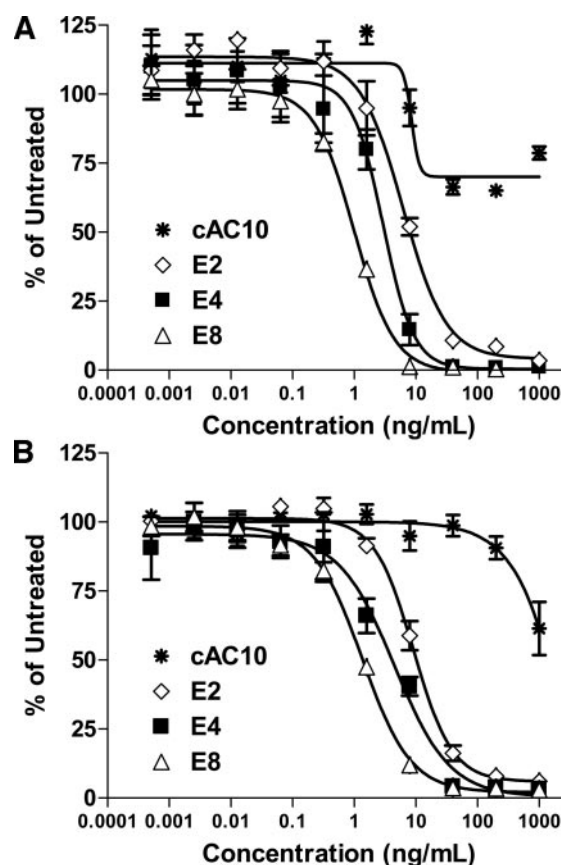 A
125
100
75
50
25
0
% of Untreated
cAC10
E2
E4
E8
0.0001 0.001 0.01 0.1 1 10 100 1000
Concentration (ng/mL)
B
125
100
75
50
25
0
% of Untreated
cAC10
E2
E4
E8
0.0001 0.001 0.01 0.1 1 10 100 1000
Concentration (ng/mL)